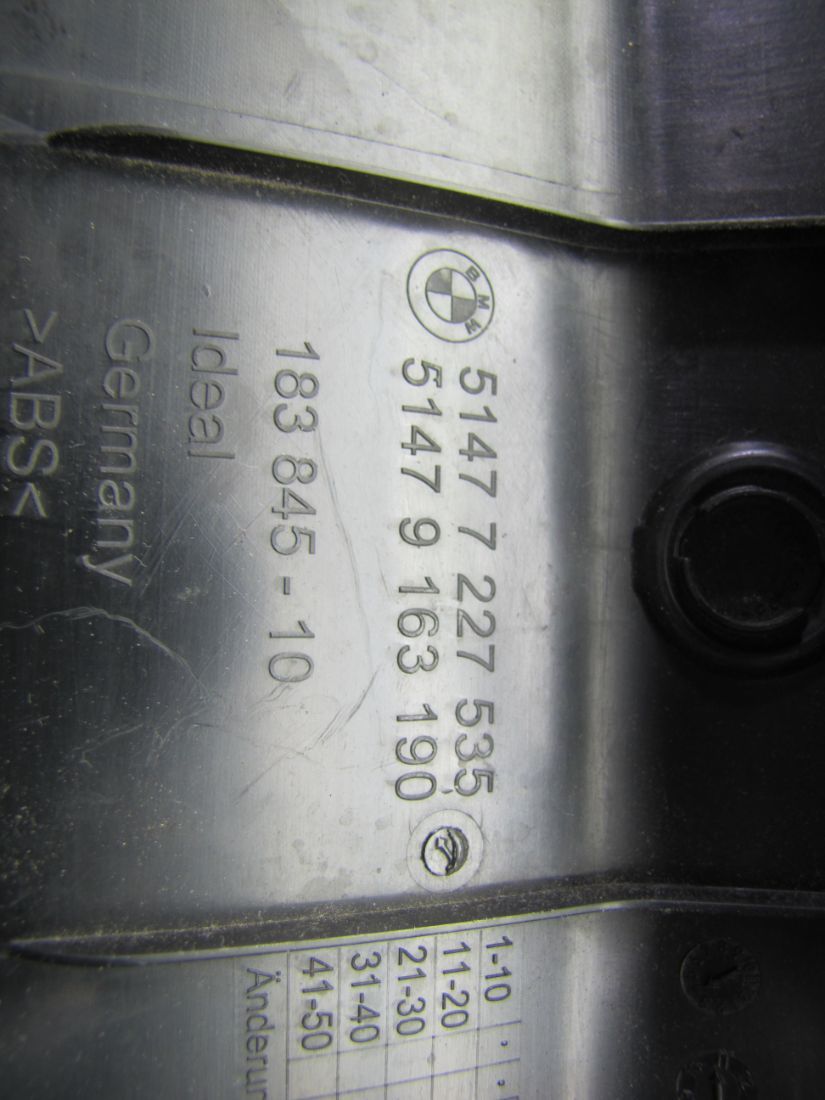 BMW
5147 7 227 535
5147 9 163 190
183 845 - 10
Ideal
Germany
>ABS<
1-10
11-20
21-30
31-40
41-50